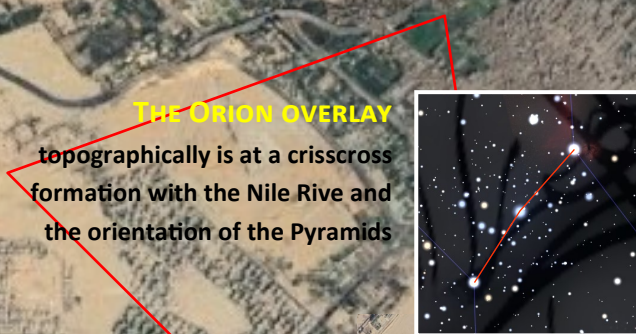 THE ORION OVERLAY
topographically is at a crisscross
formation with the Nile Rive and
the orientation of the Pyramids